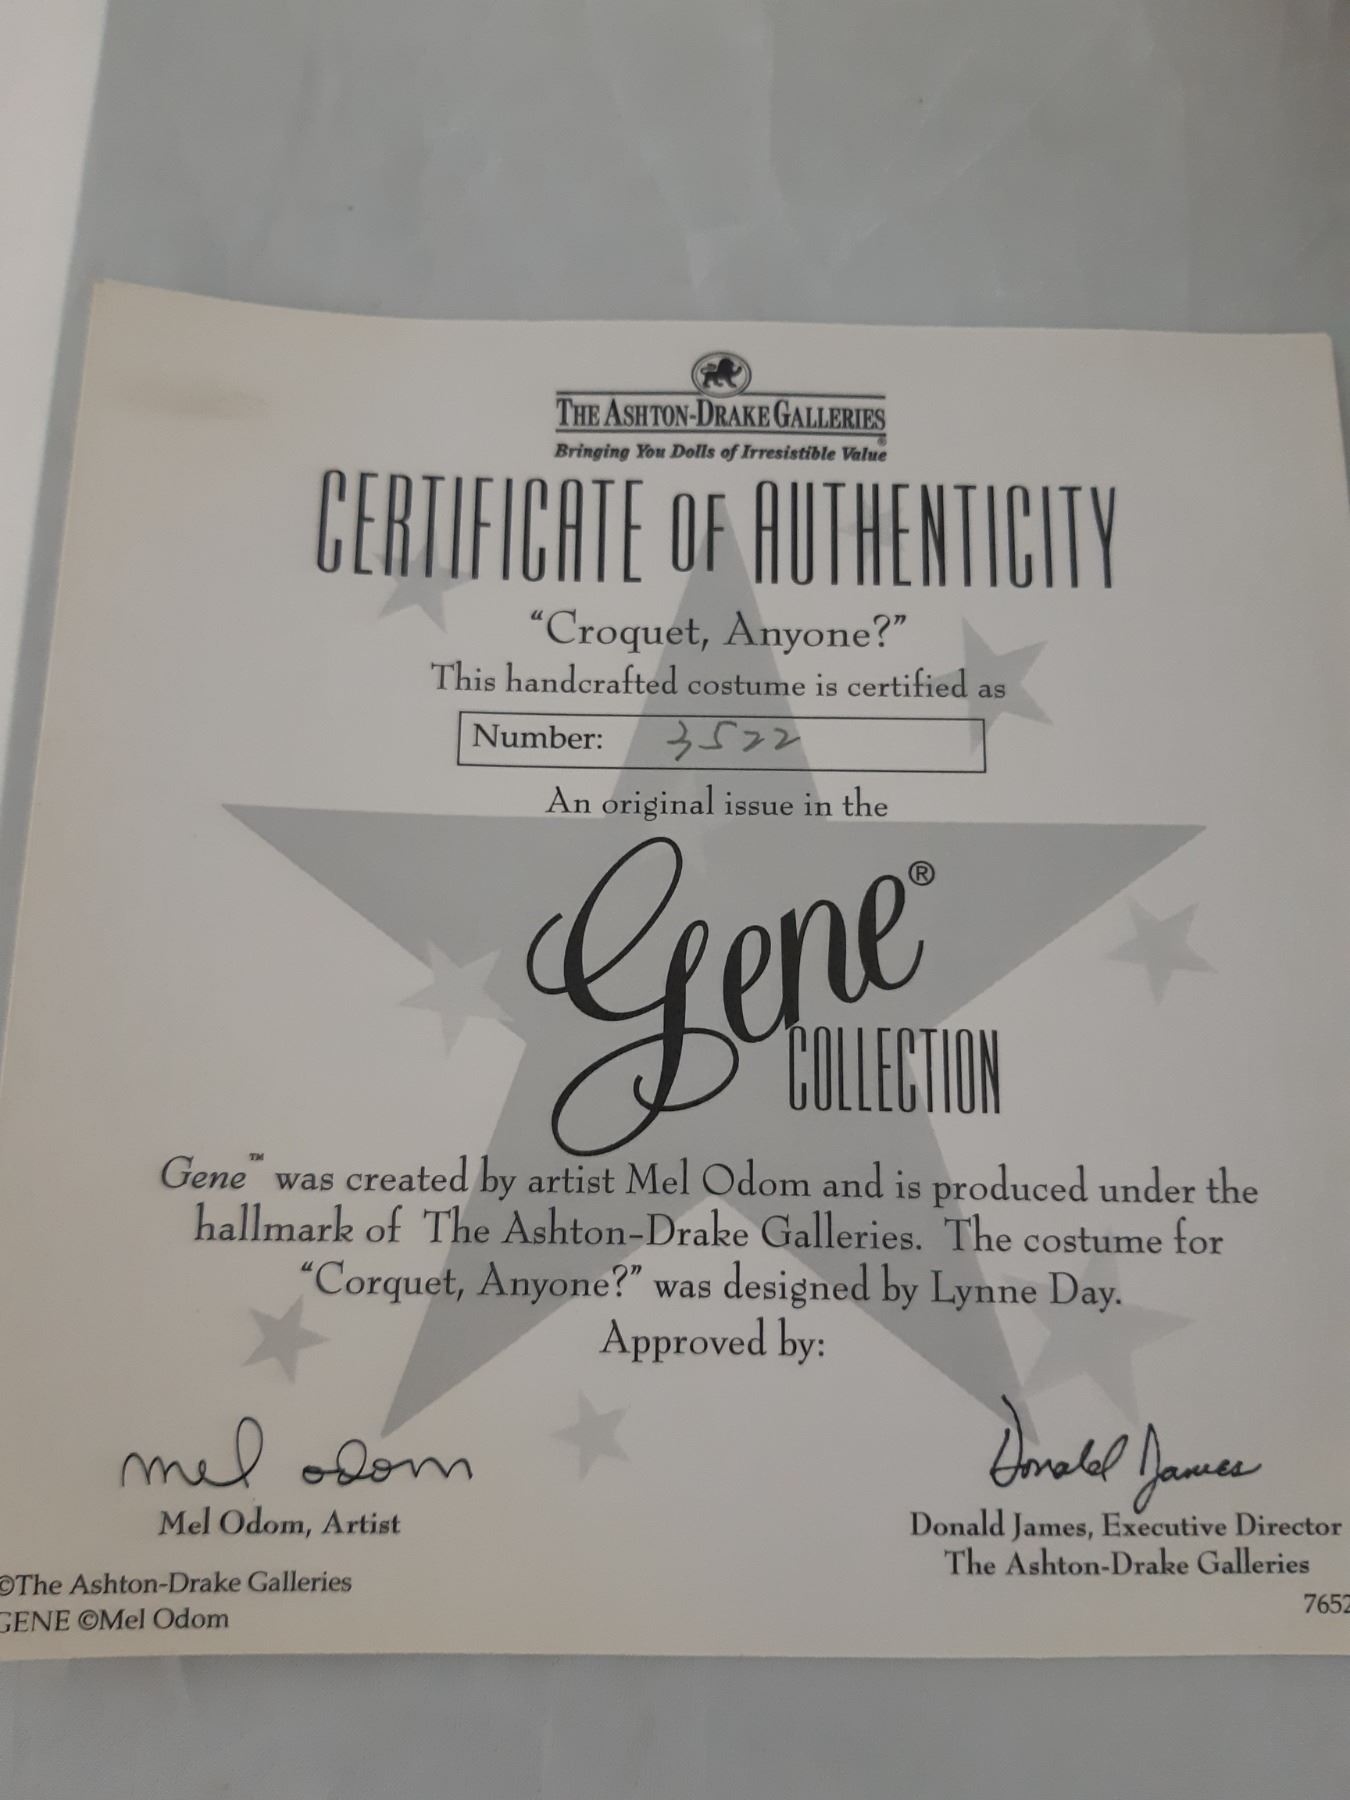 THE ASHTON-DRAKE GALLERIES®
Bringing You Dolls of Irresistible Value
CERTIFICATE OF AUTHENTICITY
“Croquet, Anyone?”
This handcrafted costume is certified as
Number: 3522
An original issue in the
Gene®
COLLECTION
Gene™ was created by artist Mel Odom and is produced under the
hallmark of The Ashton-Drake Galleries. The costume for
“Corquet, Anyone?” was designed by Lynne Day.
Approved by:
mel odom Donald James
Mel Odom, Artist Donald James, Executive Director
The Ashton-Drake Galleries
©The Ashton-Drake Galleries
GENE ©Mel Odom 7652